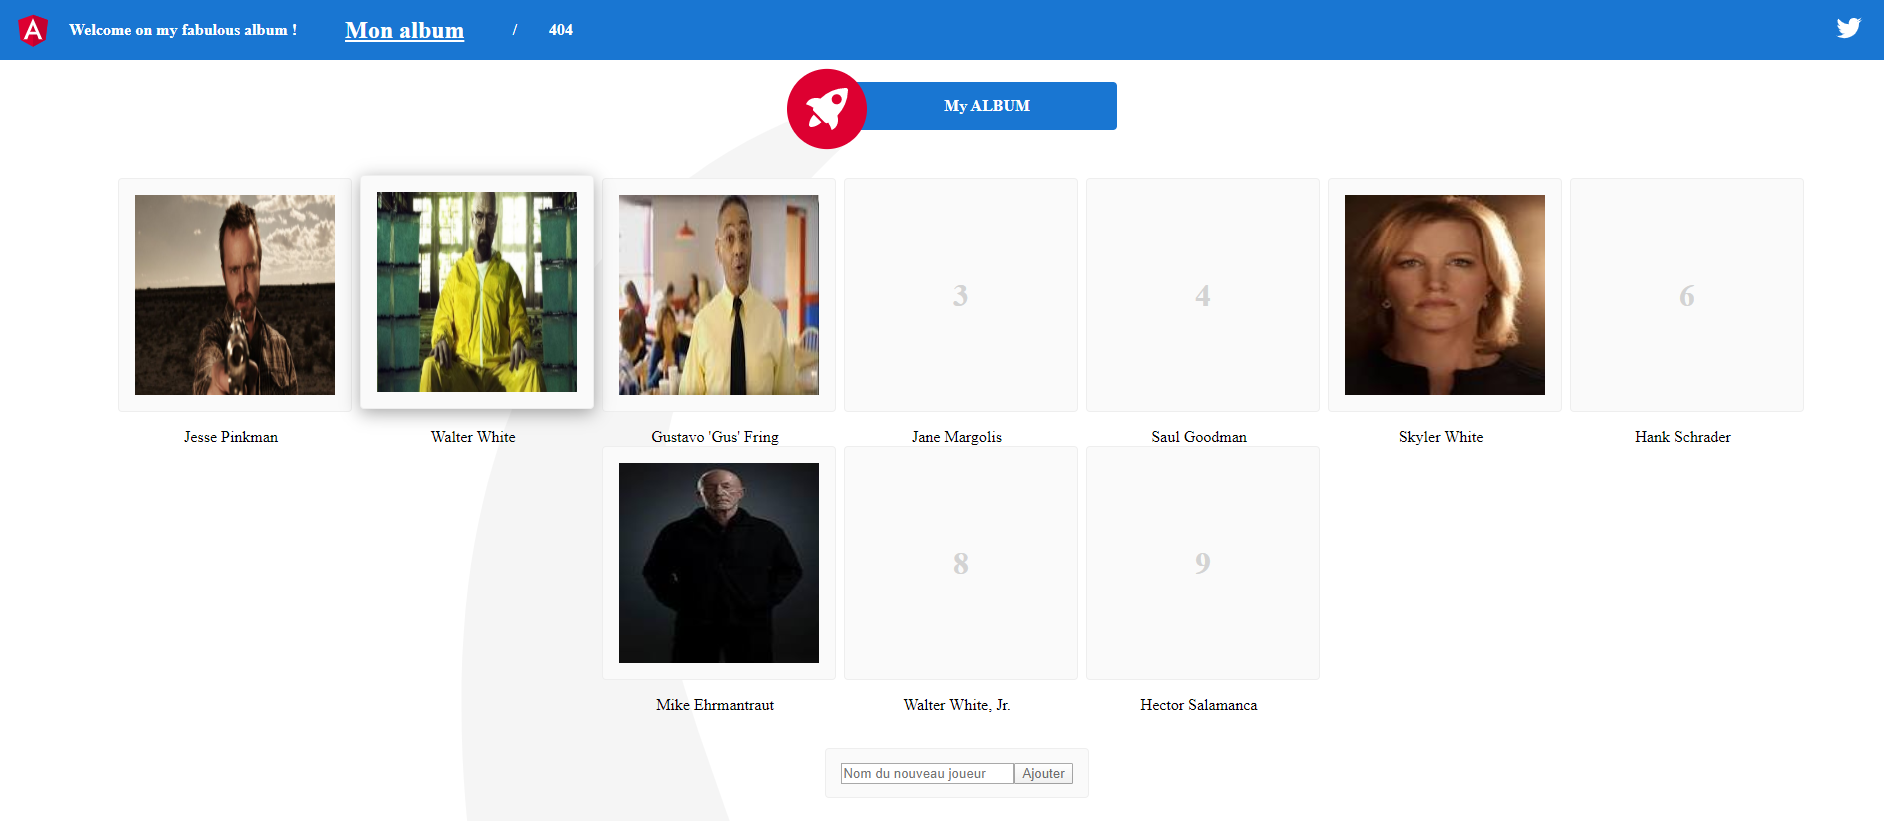 Welcome on my fabulous album ! Mon album / 404
My ALBUM
3 4 6
Jesse Pinkman Walter White Gustavo 'Gus' Fring Jane Margolis Saul Goodman Skyler White Hank Schrader
8 9
Mike Ehrmantraut Walter White, Jr. Hector Salamanca
Nom du nouveau joueur Ajouter